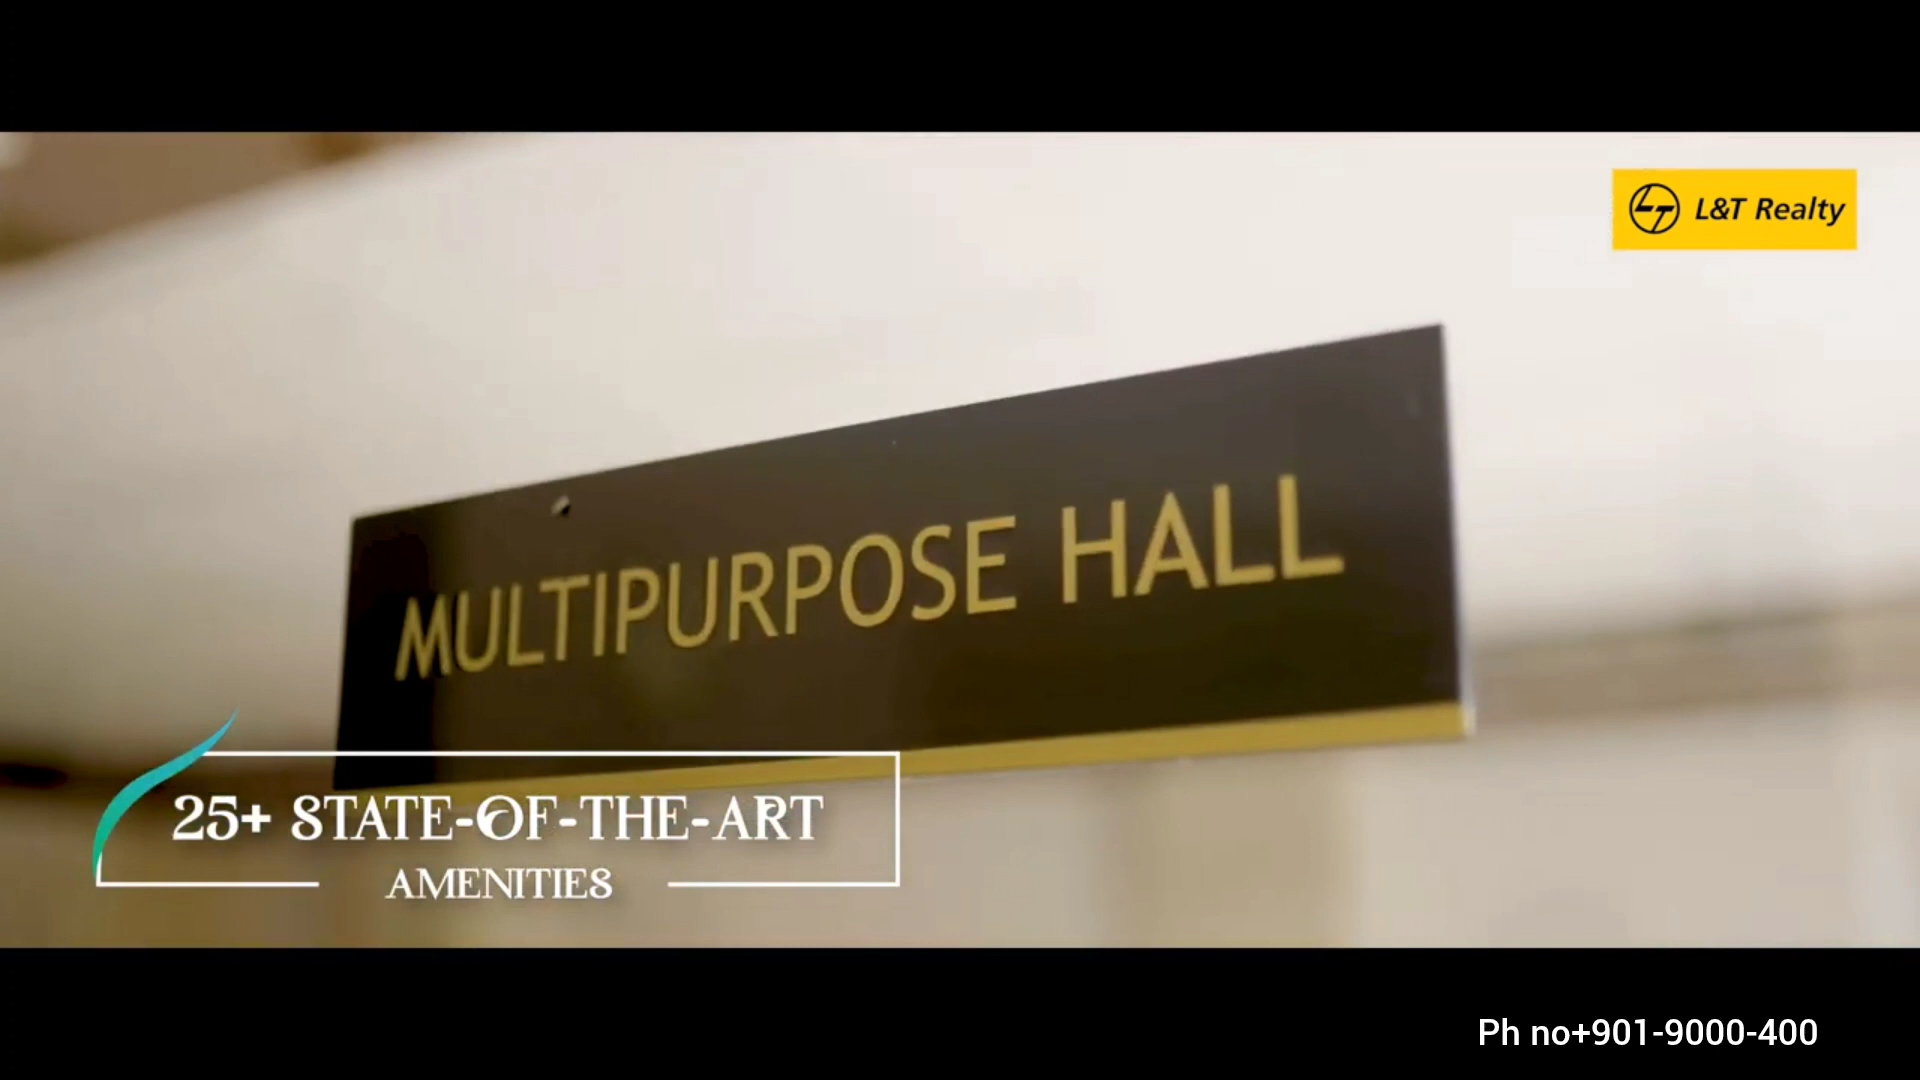 L&T Realty
MULTIPURPOSE HALL
25+ STATE-OF-THE-ART
AMENITIES
Ph no+901-9000-400